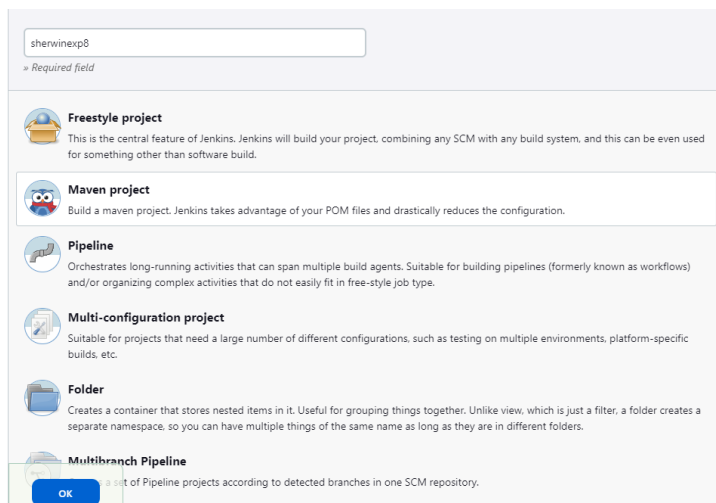 sherwinexp8
» Required field
Freestyle project
This is the central feature of Jenkins. Jenkins will build your project, combining any SCM with any build system, and this can be even used
for something other than software build.
Maven project
Build a maven project. Jenkins takes advantage of your POM files and drastically reduces the configuration.
Pipeline
Orchestrates long-running activities that can span multiple build agents. Suitable for building pipelines (formerly known as workflows)
and/or organizing complex activities that do not easily fit in free-style job type.
Multi-configuration project
Suitable for projects that need a large number of different configurations, such as testing on multiple environments, platform-specific
builds, etc.
Folder
Creates a container that stores nested items in it. Useful for grouping things together. Unlike view, which is just a filter, a folder creates a
separate namespace, so you can have multiple things of the same name as long as they are in different folders.
Multibranch Pipeline
a set of Pipeline projects according to detected branches in one SCM repository.
OK